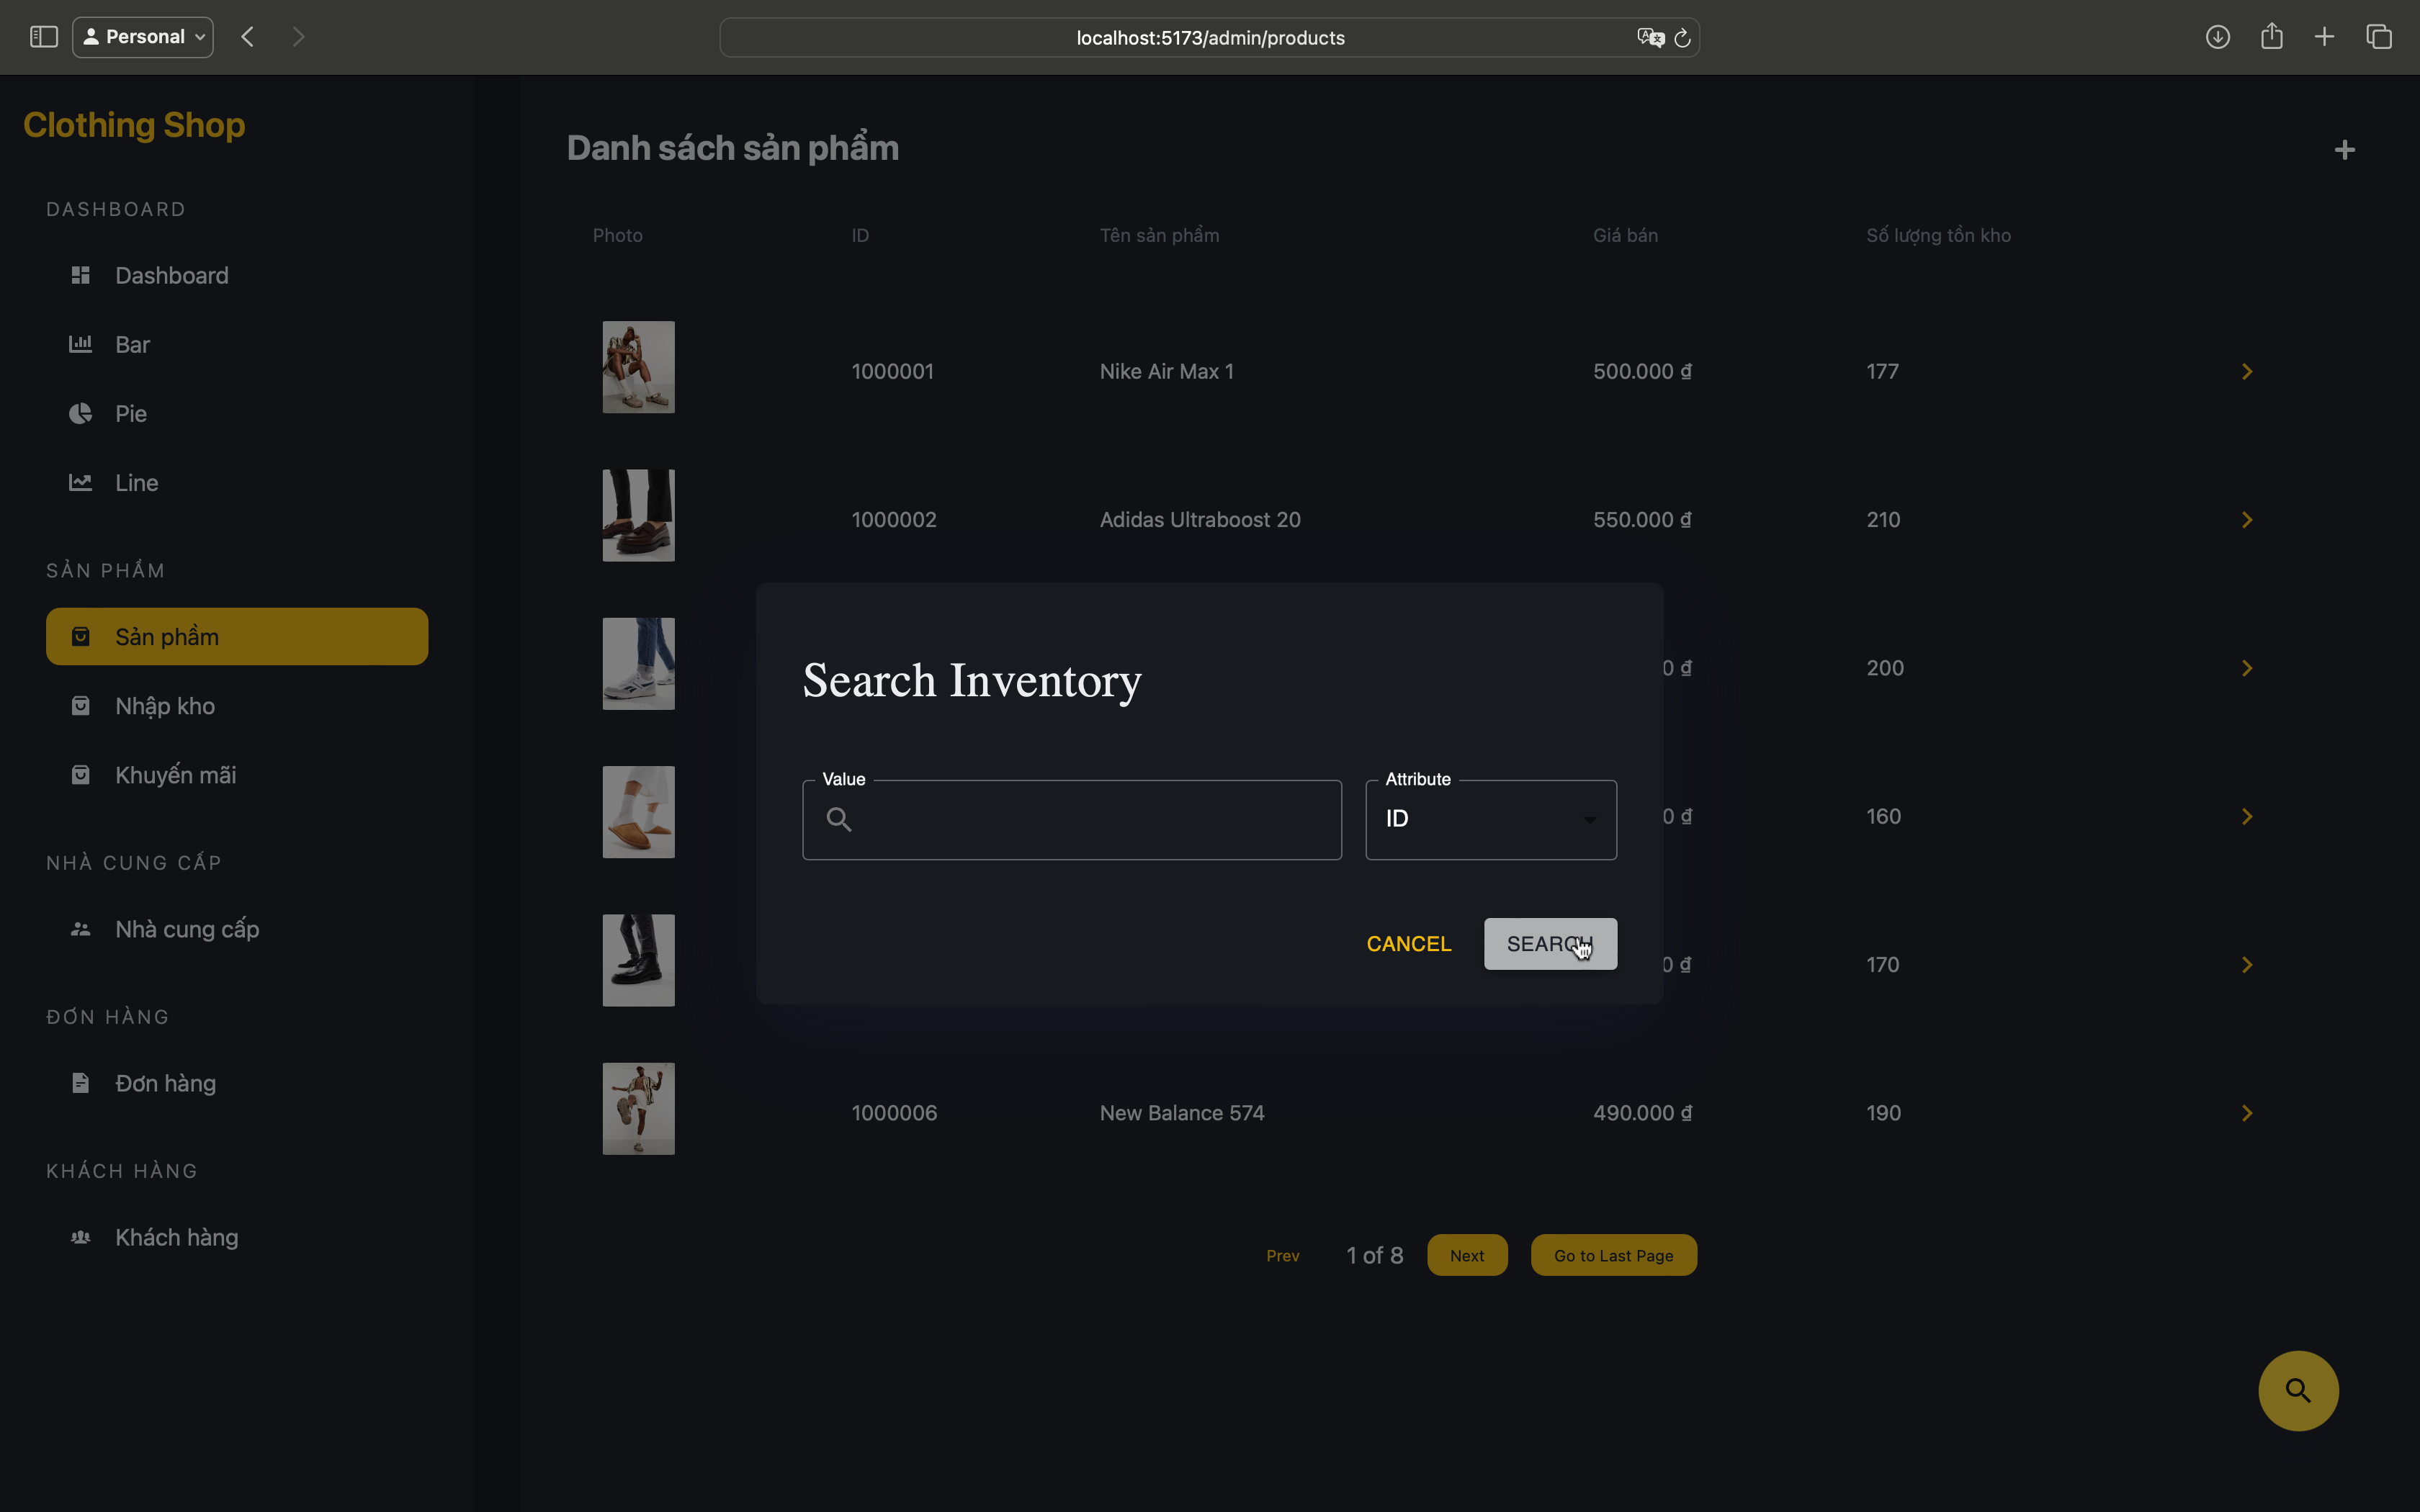 Personal
localhost:5173/admin/products
Clothing Shop
DASHBOARD
Dashboard
Bar
Pie
Line
SẢN PHẨM
Sản phẩm
Nhập kho
Khuyến mãi
NHÀ CUNG CẤP
Nhà cung cấp
ĐƠN HÀNG
Đơn hàng
KHÁCH HÀNG
Khách hàng
Danh sách sản phẩm
Photo ID Tên sản phẩm Giá bán Số lượng tồn kho
1000001 Nike Air Max 1 500.000 ₫ 177
1000002 Adidas Ultraboost 20 550.000 ₫ 210
0 ₫ 200
0 ₫ 160
0 ₫ 170
1000006 New Balance 574 490.000 ₫ 190
Search Inventory
Value Attribute
ID
CANCEL SEARCH
Prev 1 of 8 Next Go to Last Page